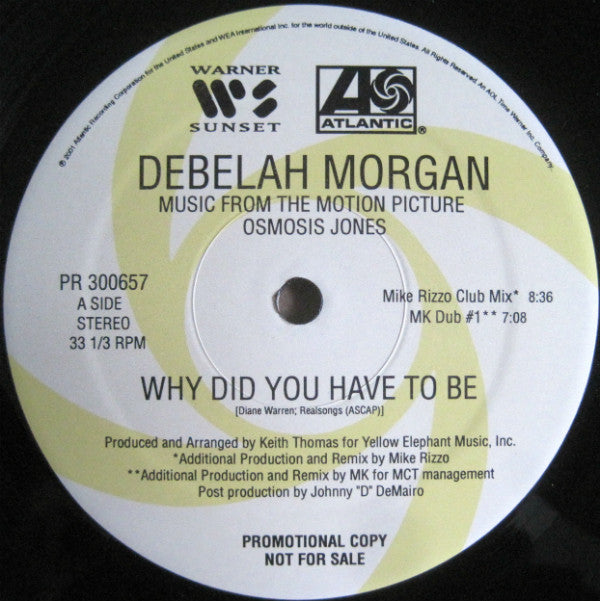 ℗ 2001 Atlantic Recording Corporation for the United States and WEA International Inc. for the world outside of the United States. All Rights Reserved. An AOL Time Warner Inc. Company.
WARNER
WS
SUNSET
A
ATLANTIC®
DEBELAH MORGAN
MUSIC FROM THE MOTION PICTURE
OSMOSIS JONES
PR 300657
A SIDE
STEREO
33 1/3 RPM
Mike Rizzo Club Mix* 8:36
MK Dub #1** 7:08
WHY DID YOU HAVE TO BE
[Diane Warren; Realsongs (ASCAP)]
Produced and Arranged by Keith Thomas for Yellow Elephant Music, Inc.
*Additional Production and Remix by Mike Rizzo
**Additional Production and Remix by MK for MCT management
Post production by Johnny "D" DeMairo
PROMOTIONAL COPY
NOT FOR SALE